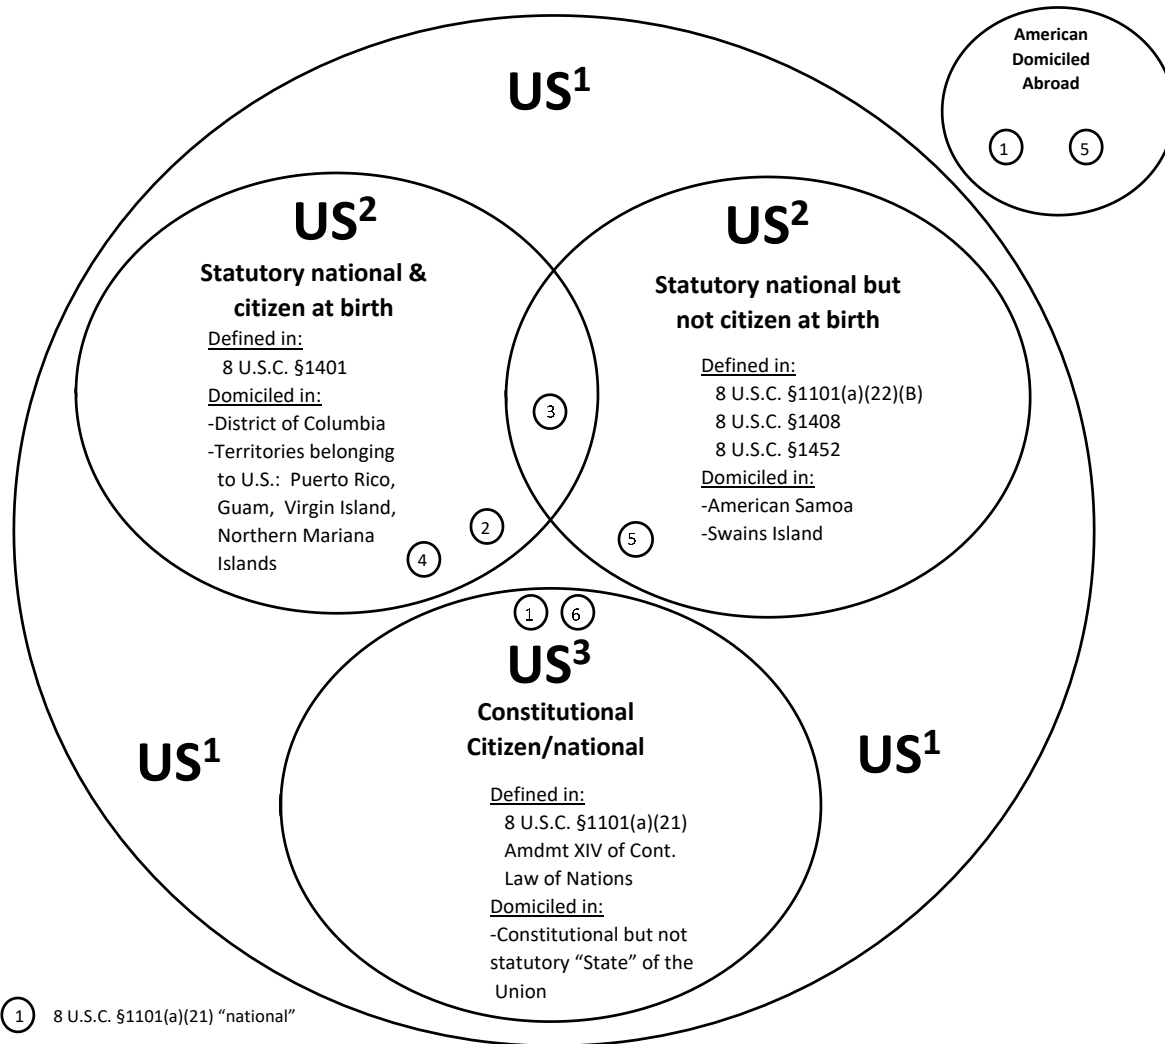 American
Domiciled
Abroad
1 5
US¹
US²
Statutory national &
citizen at birth
Defined in:
8 U.S.C. §1401
Domiciled in:
-District of Columbia
-Territories belonging
to U.S.: Puerto Rico,
Guam, Virgin Island,
Northern Mariana
Islands
4
2
3
US²
Statutory national but
not citizen at birth
Defined in:
8 U.S.C. §1101(a)(22)(B)
8 U.S.C. §1408
8 U.S.C. §1452
Domiciled in:
-American Samoa
-Swains Island
5
1 6
US³
Constitutional
Citizen/national
Defined in:
8 U.S.C. §1101(a)(21)
Amdmt XIV of Cont.
Law of Nations
Domiciled in:
-Constitutional but not
statutory “State” of the
Union
US¹
US¹
1 8 U.S.C. §1101(a)(21) “national”